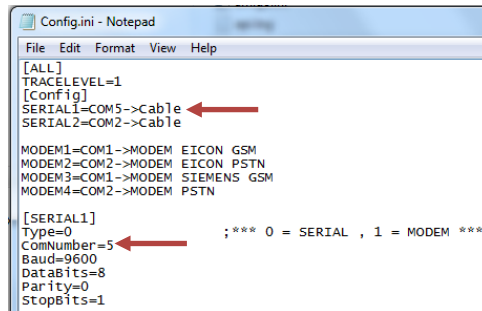 Config.ini - Notepad
File Edit Format View Help
[ALL]
TRACELEVEL=1
[Config]
SERIAL1=COM5->Cable
SERIAL2=COM2->Cable
MODEM1=COM1->MODEM EICON GSM
MODEM2=COM2->MODEM EICON PSTN
MODEM3=COM1->MODEM SIEMENS GSM
MODEM4=COM2->MODEM PSTN
[SERIAL1]
Type=0 ;*** 0 = SERIAL , 1 = MODEM ***
ComNumber=5
Baud=9600
DataBits=8
Parity=0
StopBits=1